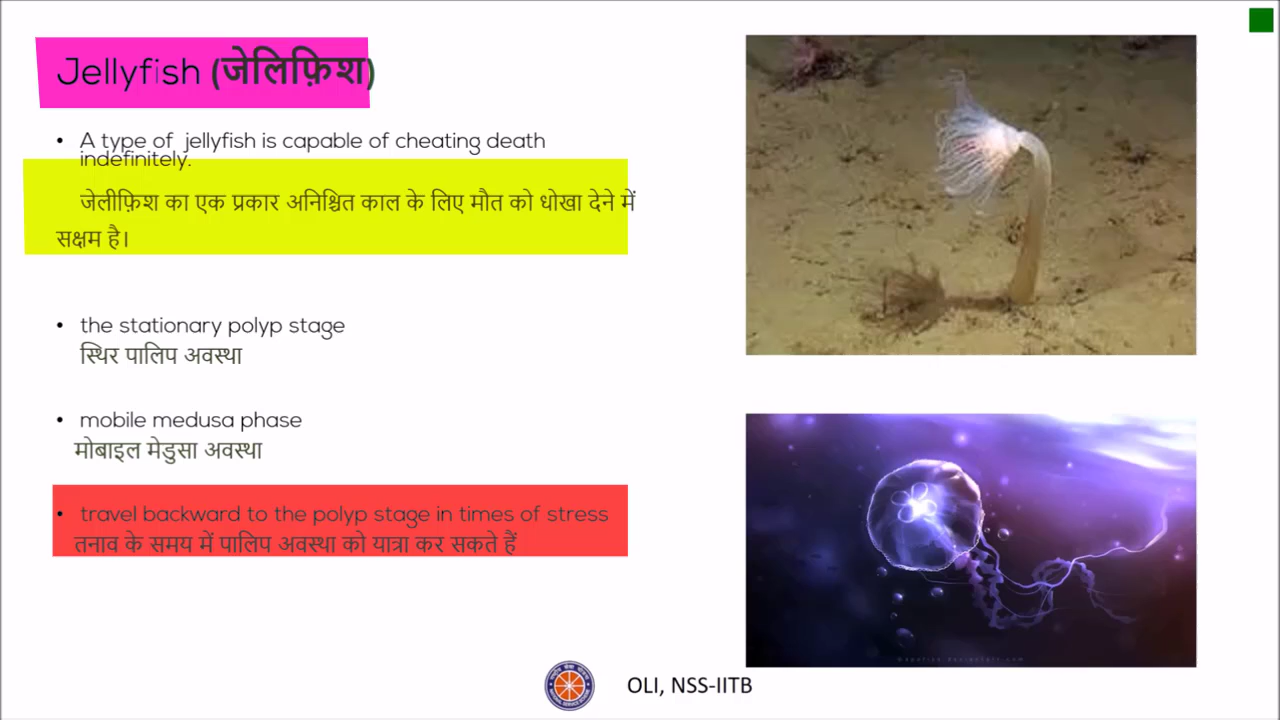 Jellyfish (जेलिफ़िश)
• A type of jellyfish is capable of cheating death
indefinitely.
जेलीफ़िश का एक प्रकार अनिश्चित काल के लिए मौत को धोखा देने में
सक्षम है।
• the stationary polyp stage
स्थिर पालिप अवस्था
• mobile medusa phase
मोबाइल मेडुसा अवस्था
• travel backward to the polyp stage in times of stress
तनाव के समय में पालिप अवस्था को यात्रा कर सकते हैं
OLI, NSS-IITB